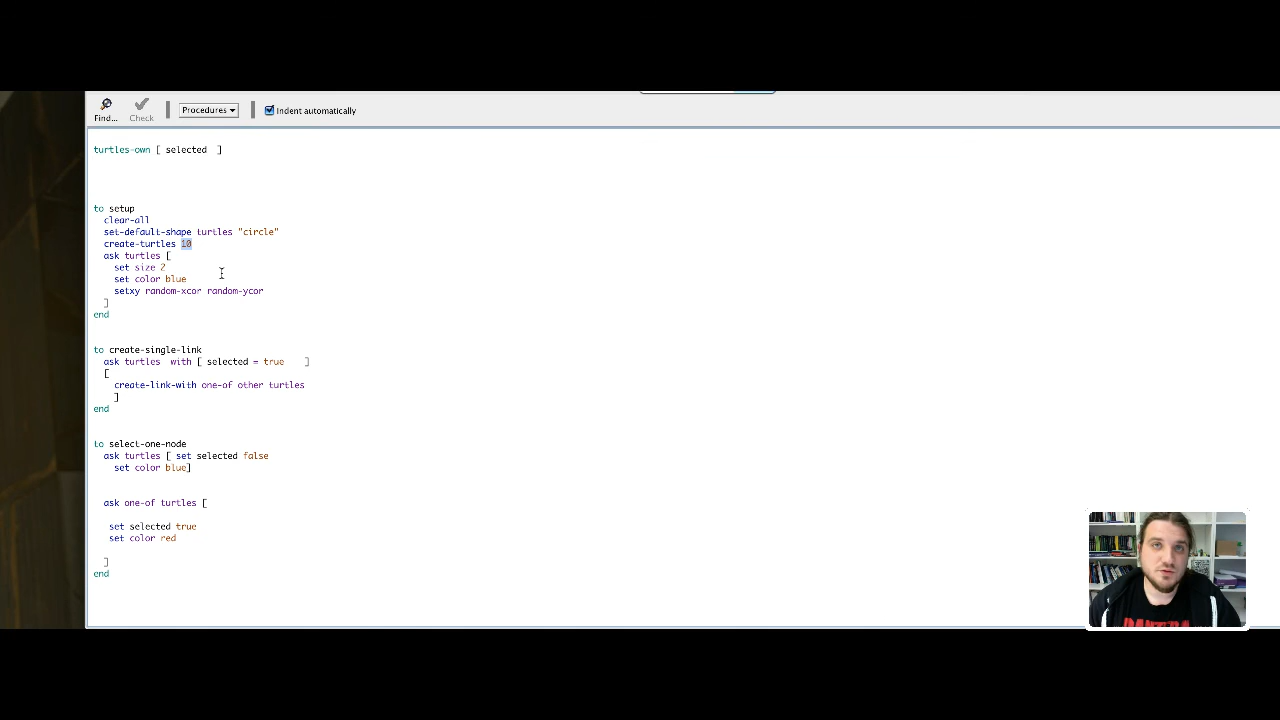 Find...
Check
Procedures
Indent automatically
turtles-own [ selected ]
to setup
clear-all
set-default-shape turtles "circle"
create-turtles 10
ask turtles [
set size 2
set color blue
setxy random-xcor random-ycor
]
end
to create-single-link
ask turtles with [ selected = true ]
[
create-link-with one-of other turtles
]
end
to select-one-node
ask turtles [ set selected false
set color blue]
ask one-of turtles [
set selected true
set color red
]
end
PANTERA